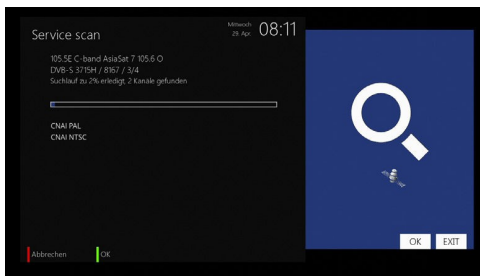 Service scan
Mittwoch
29. Apr.
08:11
105.5E C-band AsiaSat 7 105.6 O
DVB-S 3715H / 8167 / 3/4
Suchlauf zu 2% erledigt, 2 Kanäle gefunden
CNAI PAL
CNAI NTSC
OK
EXIT
Abbrechen
OK